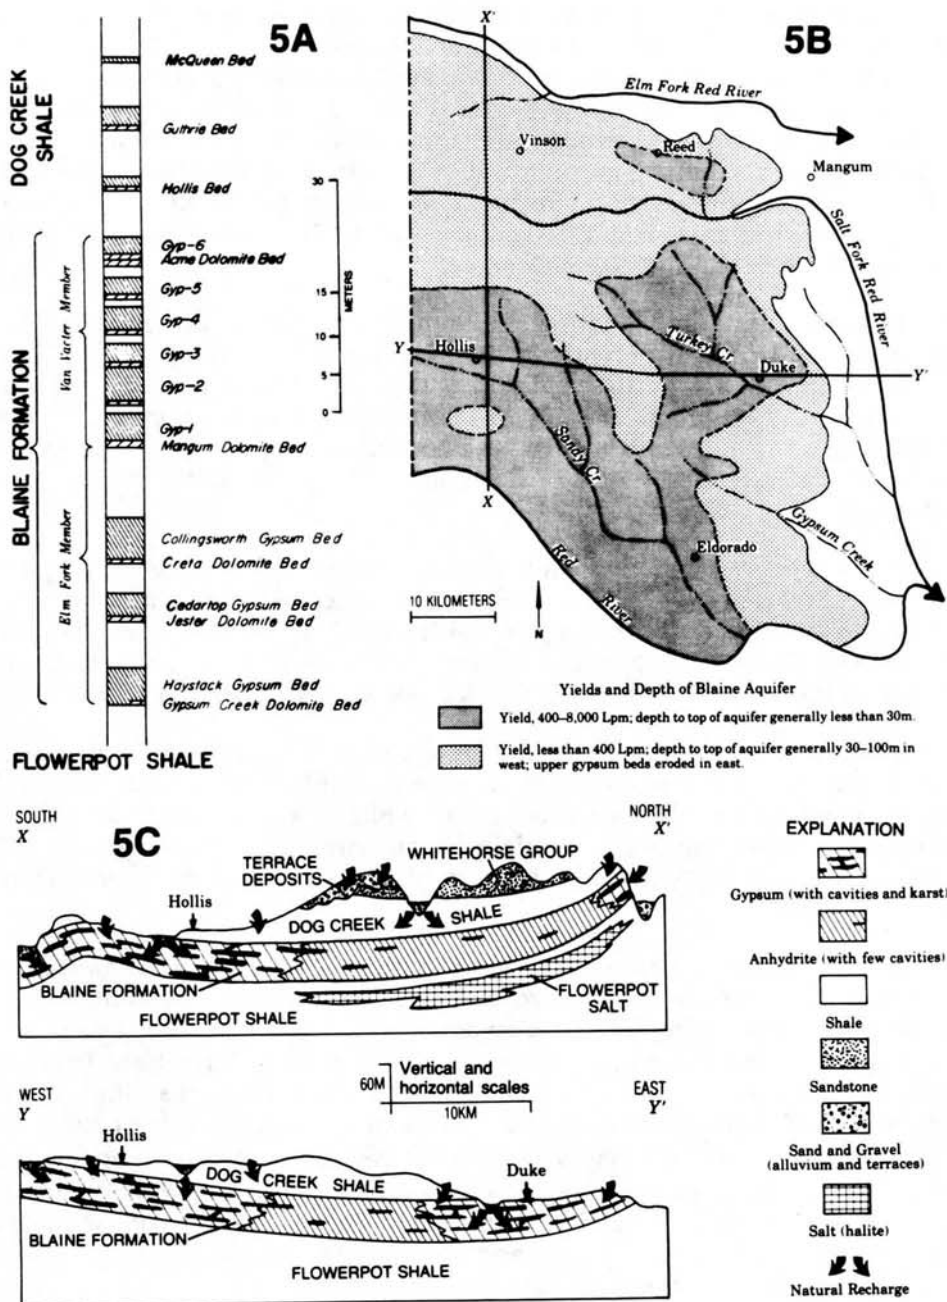 5A
DOG CREEK
SHALE
McQueen Bed
Guthrie Bed
Hollis Bed
BLAINE FORMATION
Van Vacter Member
Gyp-6
Acme Dolomite Bed
Gyp-5
Gyp-4
Gyp-3
Gyp-2
Gyp-1
Mangum Dolomite Bed
Elm Fork Member
Collingsworth Gypsum Bed
Creta Dolomite Bed
Cedartop Gypsum Bed
Jester Dolomite Bed
Haystack Gypsum Bed
Gypsum Creek Dolomite Bed
FLOWERPOT SHALE
30
15
10
5
0
METERS
5B
X'
Elm Fork Red River
Vinson
Reed
Mangum
Salt Fork Red River
Y
Hollis
Turkey Cr.
Duke
Y'
Sandy Cr.
X
Eldorado
Gypsum Creek
Red River
10 KILOMETERS
N
Yields and Depth of Blaine Aquifer
Yield, 400–8,000 Lpm; depth to top of aquifer generally less than 30m.
Yield, less than 400 Lpm; depth to top of aquifer generally 30–100m in
west; upper gypsum beds eroded in east.
5C
SOUTH
X
NORTH
X'
TERRACE
DEPOSITS
WHITEHORSE GROUP
Hollis
DOG CREEK SHALE
BLAINE FORMATION
FLOWERPOT SHALE
FLOWERPOT
SALT
60M
Vertical and
horizontal scales
10KM
WEST
Y
EAST
Y'
Hollis
DOG CREEK SHALE
Duke
BLAINE FORMATION
FLOWERPOT SHALE
EXPLANATION
Gypsum (with cavities and karst)
Anhydrite (with few cavities)
Shale
Sandstone
Sand and Gravel
(alluvium and terraces)
Salt (halite)
Natural Recharge